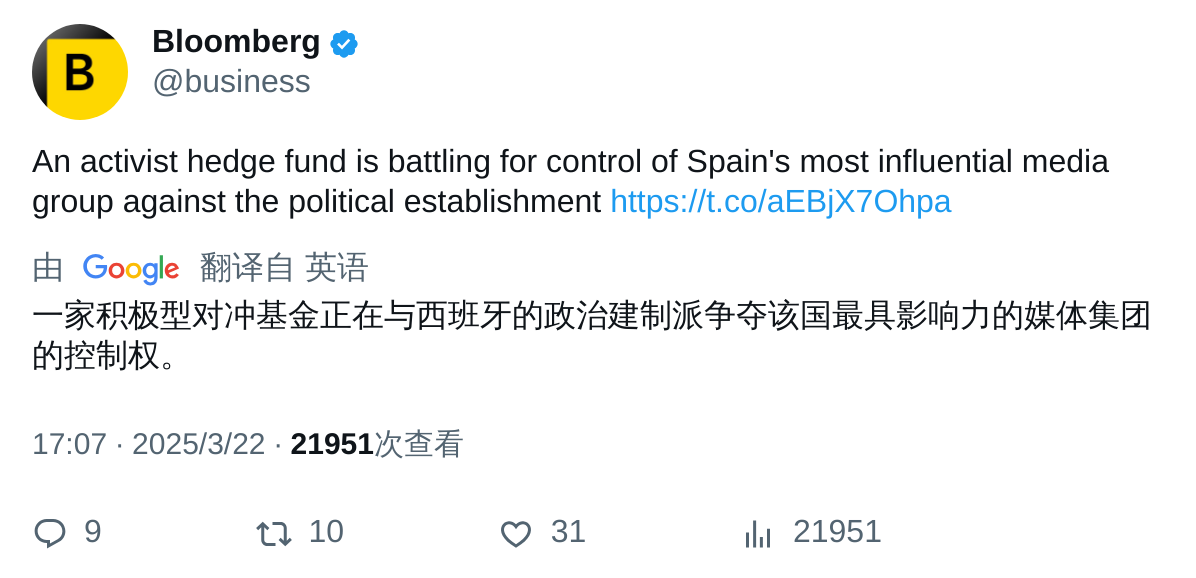 B
Bloomberg
@business
An activist hedge fund is battling for control of Spain's most influential media
group against the political establishment https://t.co/aEBjX7Ohpa
由 Google 翻译自 英语
一家积极型对冲基金正在与西班牙的政治建制派争夺该国最具影响力的媒体集团
的控制权。
17:07 · 2025/3/22 · 21951次查看
9 10 31 21951